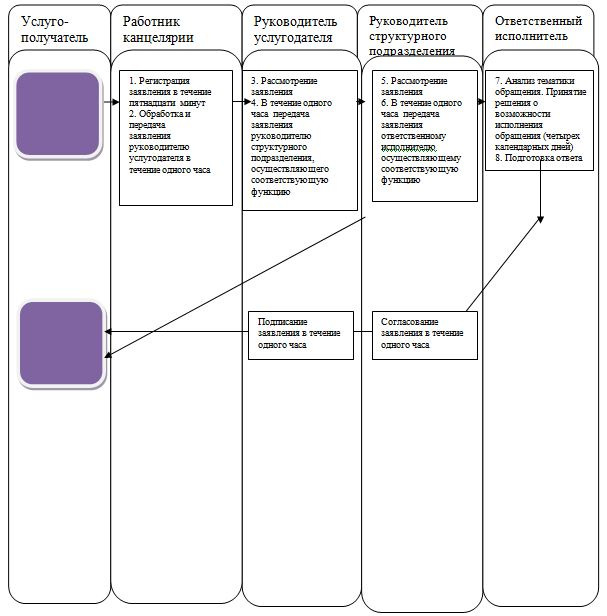 Услуго-
получатель
Работник
канцелярии
Руководитель
услугодателя
Руководитель
структурного
подразделения
Ответственный
исполнитель
1. Регистрация
заявления в течение
пятнадцати минут
2. Обработка и
передача
заявления
руководителю
услугодателя в
течение одного часа
3. Рассмотрение
заявления
4. В течение одного
часа передача
заявления
руководителю
структурного
подразделения,
осуществляющего
соответствующую
функцию
5. Рассмотрение
заявления
6. В течение одного
часа передача
заявления
ответственному
исполнителю,
осуществляющему
соответствующую
функцию
7. Анализ тематики
обращения. Принятие
решения о
возможности
исполнения
обращения (четырех
календарных дней)
8. Подготовка ответа
Подписание
заявления в течение
одного часа
Согласование
заявления в течение
одного часа